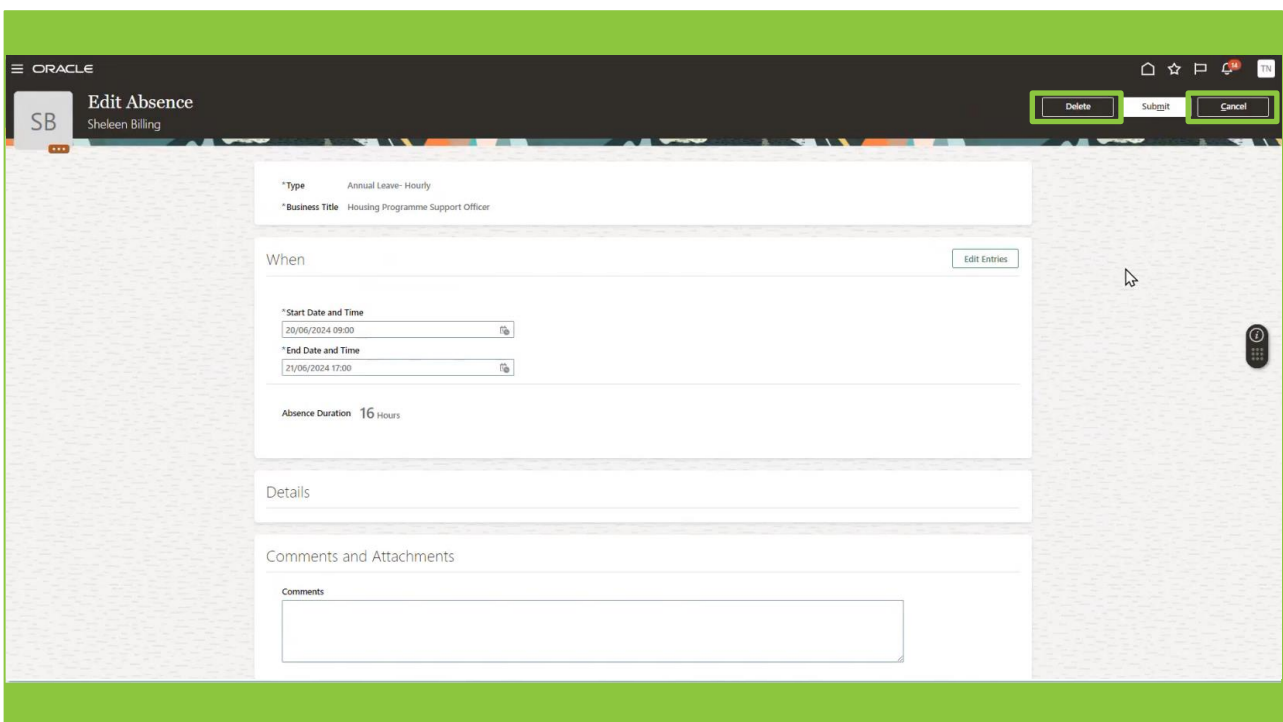 ORACLE
14
TN
SB
Edit Absence
Sheleen Billing
Delete
Submit
Cancel
*Type Annual Leave- Hourly
*Business Title Housing Programme Support Officer
When
Edit Entries
*Start Date and Time
20/06/2024 09:00
*End Date and Time
21/06/2024 17:00
Absence Duration 16 Hours
Details
Comments and Attachments
Comments